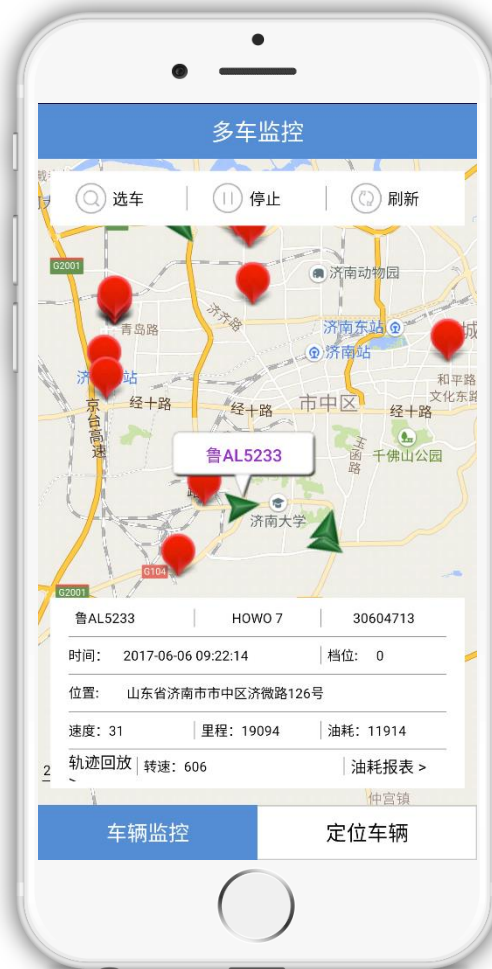 多车监控
选车 停止 刷新
G2001
济南动物园
济齐路
青岛路
济南东站
济南站
站
和平路
文化东路
京台高速
经十路 经十路 市中区 经十路
玉函路
千佛山公园
鲁AL5233
济南大学
G104
G2001
鲁AL5233 HOWO 7 30604713
时间: 2017-06-06 09:22:14 档位: 0
位置: 山东省济南市市中区济微路126号
速度: 31 里程: 19094 油耗: 11914
轨迹回放 转速: 606 油耗报表 >
仲宫镇
车辆监控 定位车辆